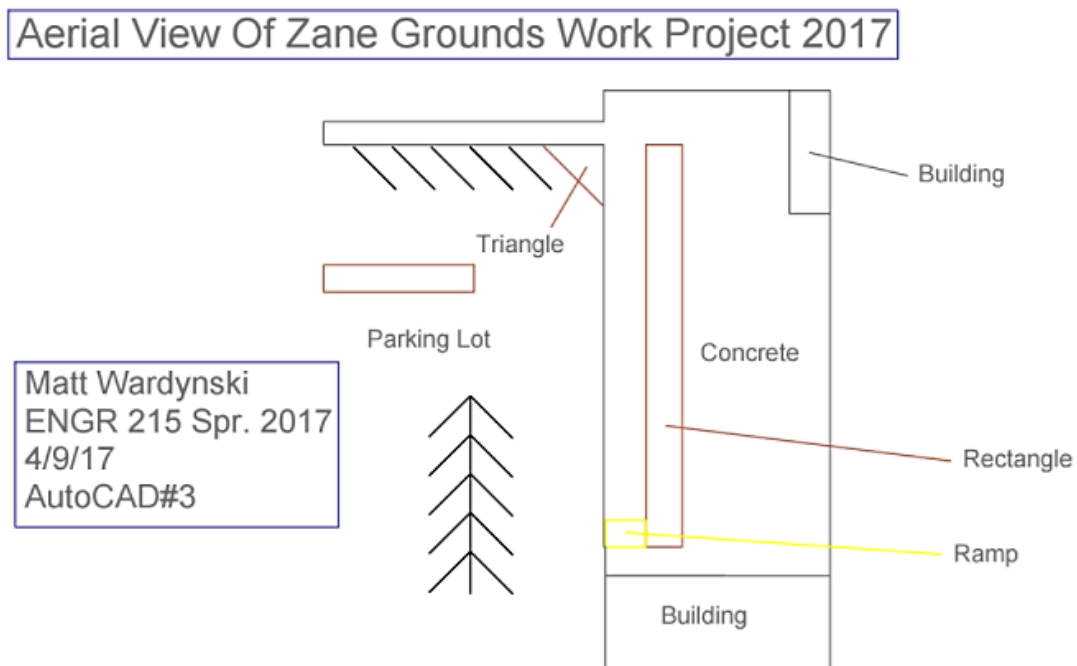 Aerial View Of Zane Grounds Work Project 2017
Building
Triangle
Parking Lot
Concrete
Matt Wardynski
ENGR 215 Spr. 2017
4/9/17
AutoCAD#3
Rectangle
Ramp
Building